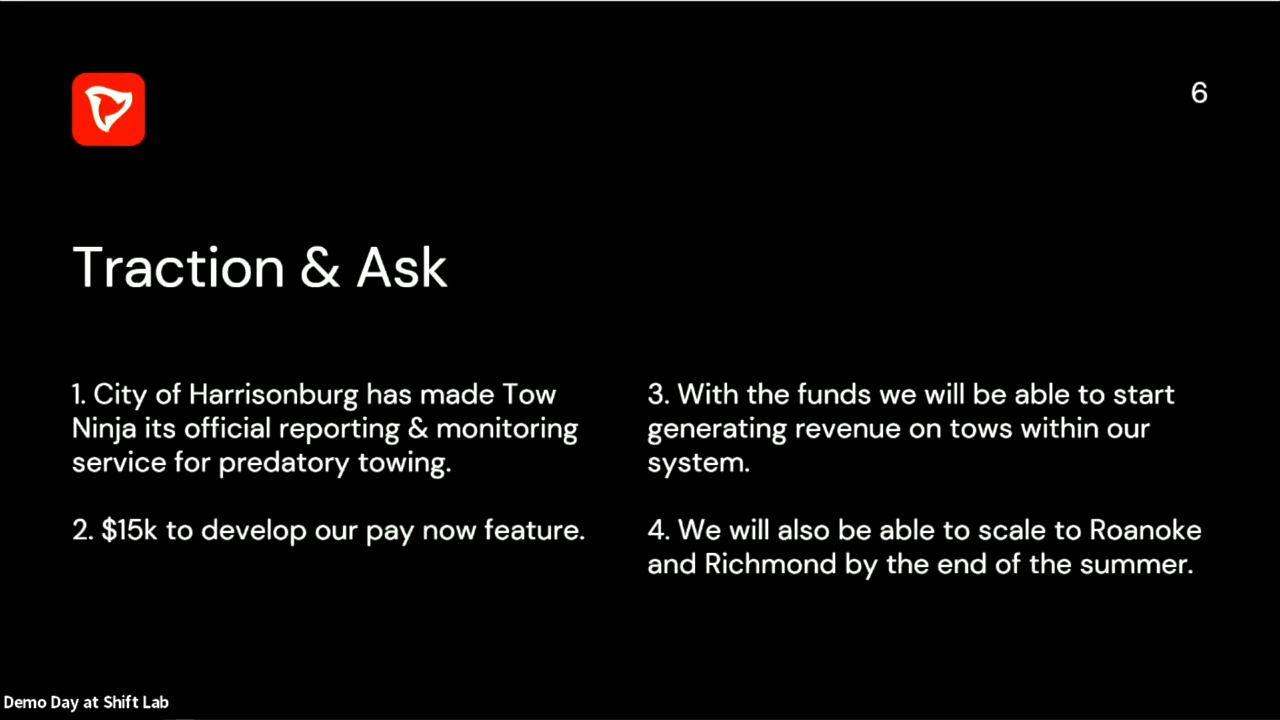 6
Traction & Ask
1. City of Harrisonburg has made Tow
Ninja its official reporting & monitoring
service for predatory towing.
2. $15k to develop our pay now feature.
3. With the funds we will be able to start
generating revenue on tows within our
system.
4. We will also be able to scale to Roanoke
and Richmond by the end of the summer.
Demo Day at Shift Lab